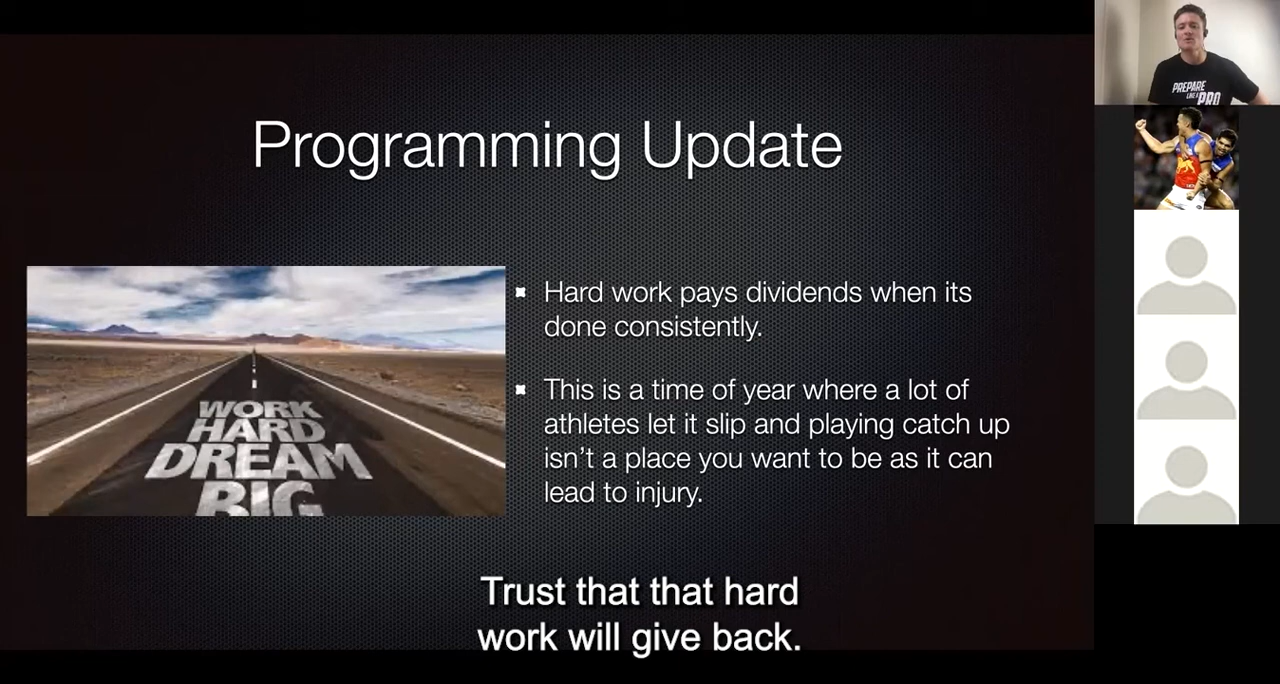 Programming Update
Hard work pays dividends when its
done consistently.
This is a time of year where a lot of
athletes let it slip and playing catch up
isn't a place you want to be as it can
lead to injury.
WORK
HARD
DREAM
BIG
Trust that that hard
work will give back.
PREPARE
LIKE A PRO